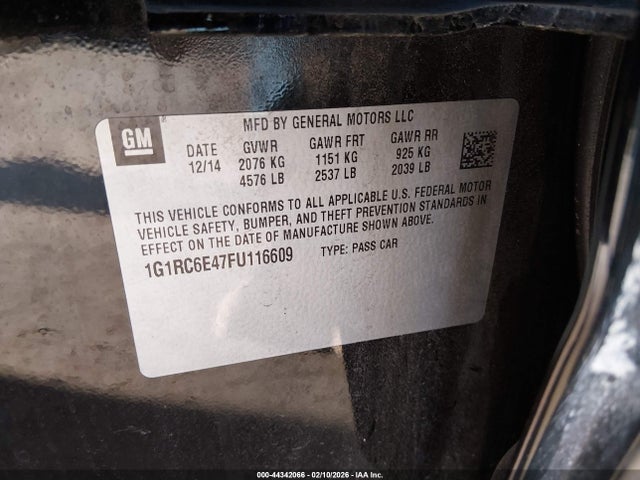 GM
MFD BY GENERAL MOTORS LLC
DATE GVWR GAWR FRT GAWR RR
12/14 2076 KG 1151 KG 925 KG
4576 LB 2537 LB 2039 LB
THIS VEHICLE CONFORMS TO ALL APPLICABLE U.S. FEDERAL MOTOR
VEHICLE SAFETY, BUMPER, AND THEFT PREVENTION STANDARDS IN
EFFECT ON THE DATE OF MANUFACTURE SHOWN ABOVE.
1G1RC6E47FU116609 TYPE: PASS CAR
000-44342066 - 02/10/2026 - IAA Inc.